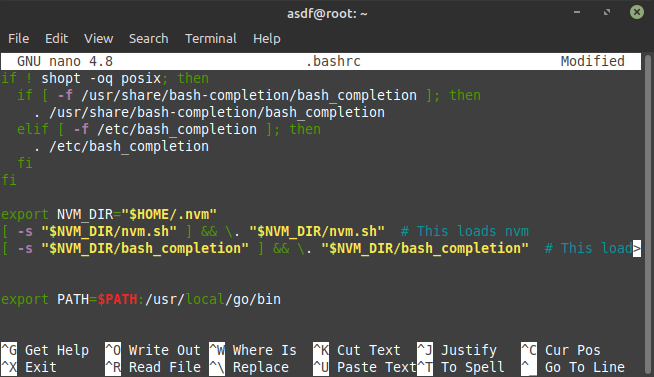 asdf@root: ~
File Edit View Search Terminal Help
GNU nano 4.8 .bashrc Modified
if ! shopt -oq posix; then
  if [ -f /usr/share/bash-completion/bash_completion ]; then
    . /usr/share/bash-completion/bash_completion
  elif [ -f /etc/bash_completion ]; then
    . /etc/bash_completion
  fi
fi
export NVM_DIR="$HOME/.nvm"
[ -s "$NVM_DIR/nvm.sh" ] && \. "$NVM_DIR/nvm.sh"  # This loads nvm
[ -s "$NVM_DIR/bash_completion" ] && \. "$NVM_DIR/bash_completion"  # This load>
export PATH=$PATH:/usr/local/go/bin
^G Get Help ^O Write Out ^W Where Is ^K Cut Text ^J Justify ^C Cur Pos
^X Exit ^R Read File ^\ Replace ^U Paste Text ^T To Spell ^_ Go To Line